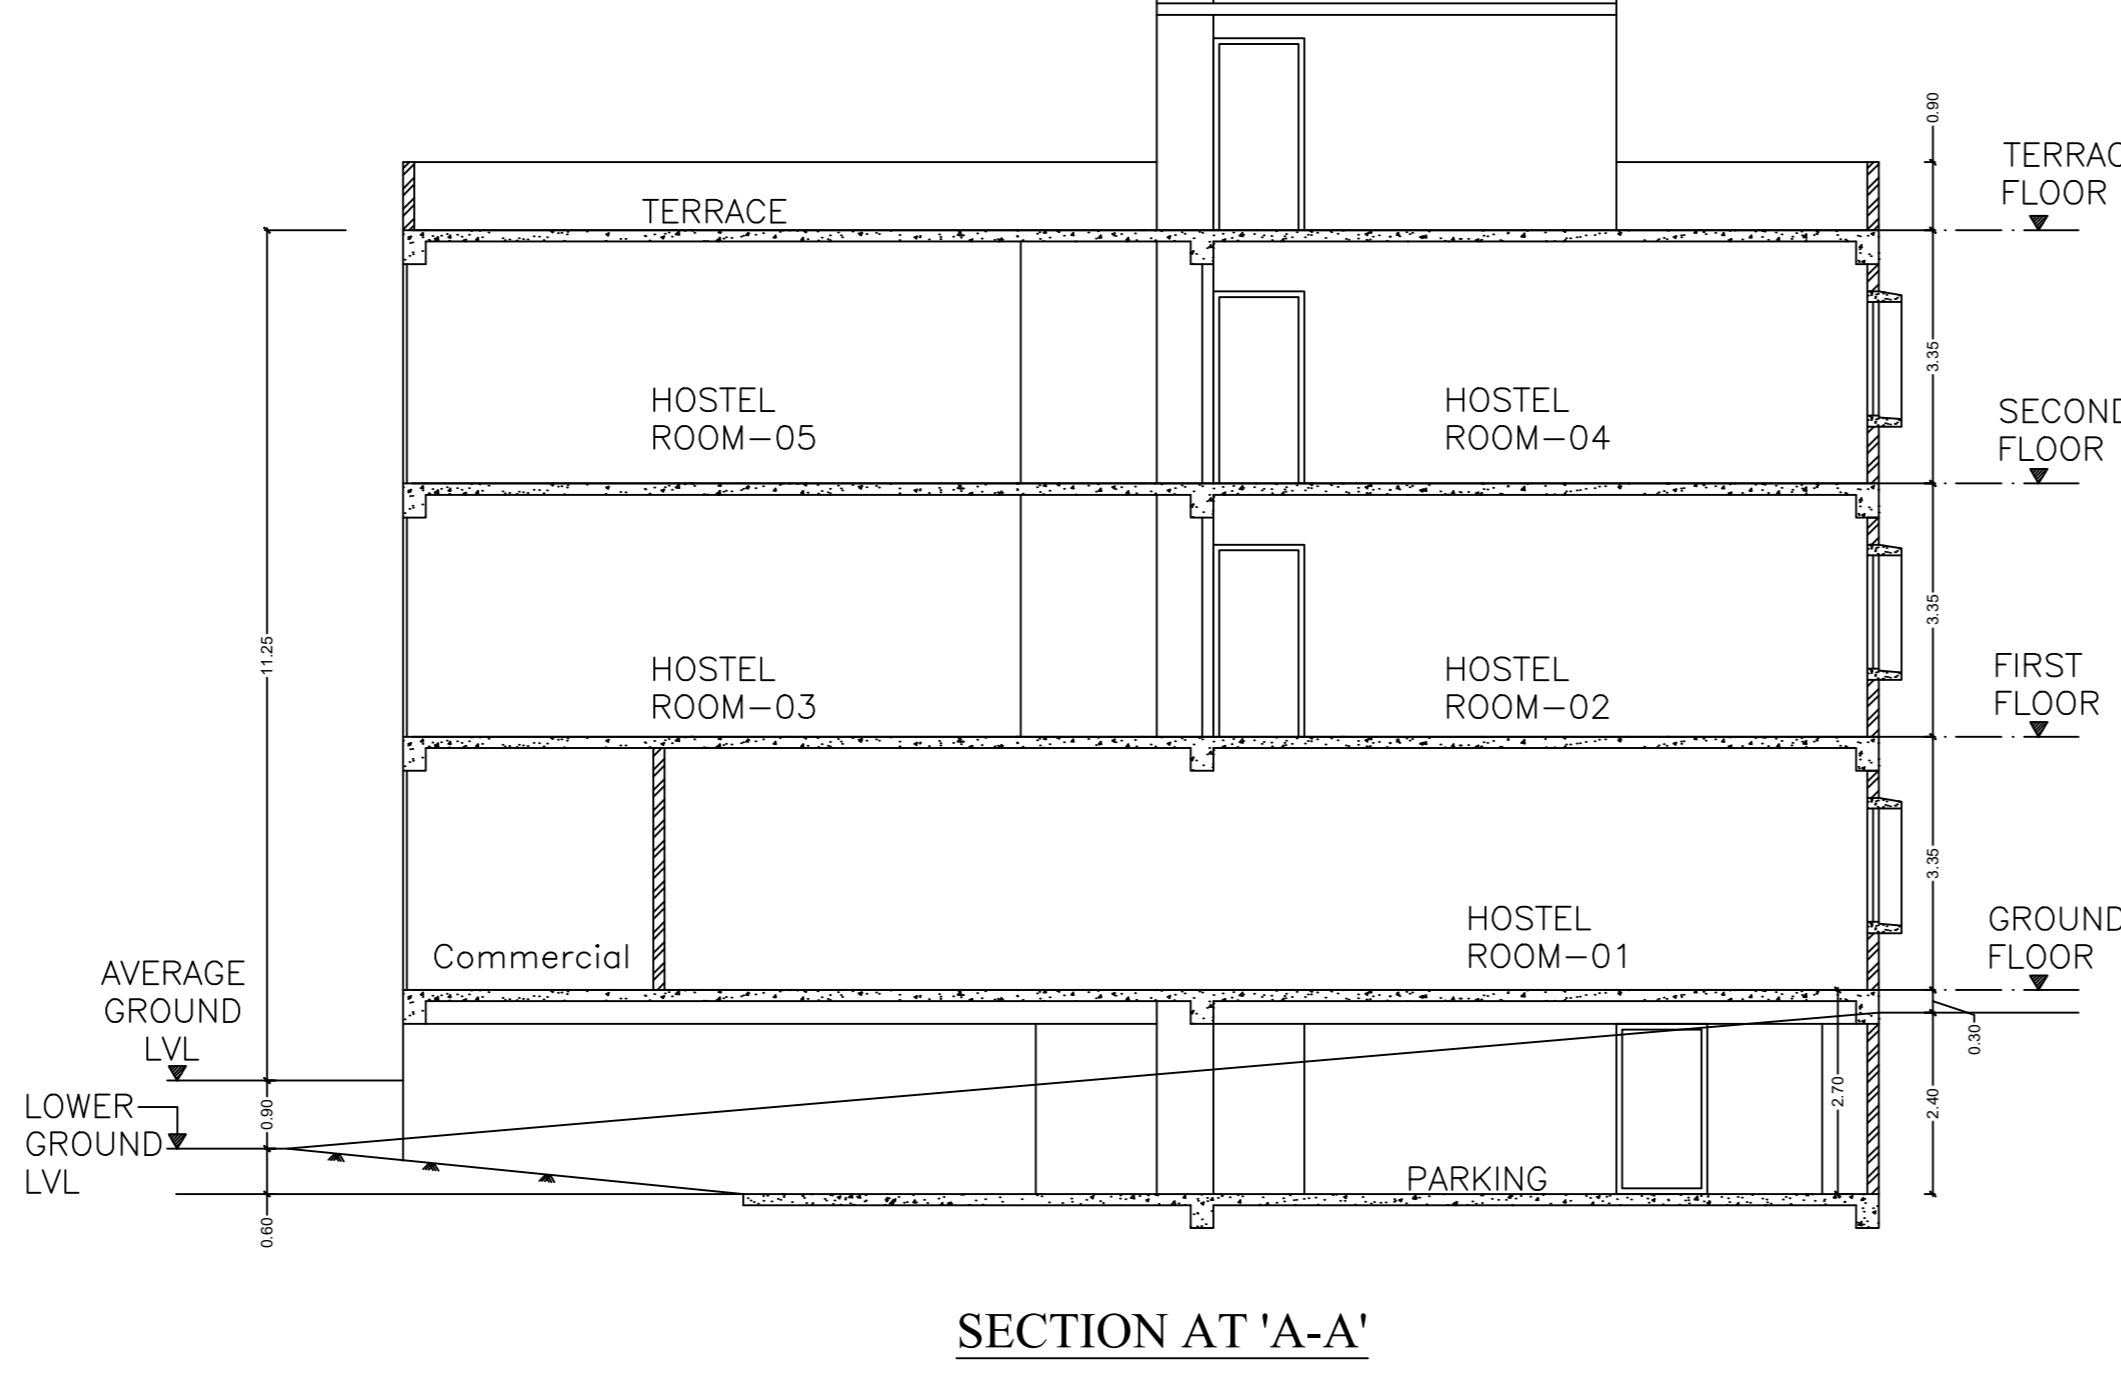 0.90
TERRAC
FLOOR
TERRACE
3.35
HOSTEL
ROOM-05
HOSTEL
ROOM-04
SECOND
FLOOR
11.25
3.35
HOSTEL
ROOM-03
HOSTEL
ROOM-02
FIRST
FLOOR
3.35
Commercial
HOSTEL
ROOM-01
GROUND
FLOOR
AVERAGE
GROUND
LVL
0.30
LOWER
GROUND
LVL
0.90
2.70
2.40
PARKING
0.60
SECTION AT 'A-A'